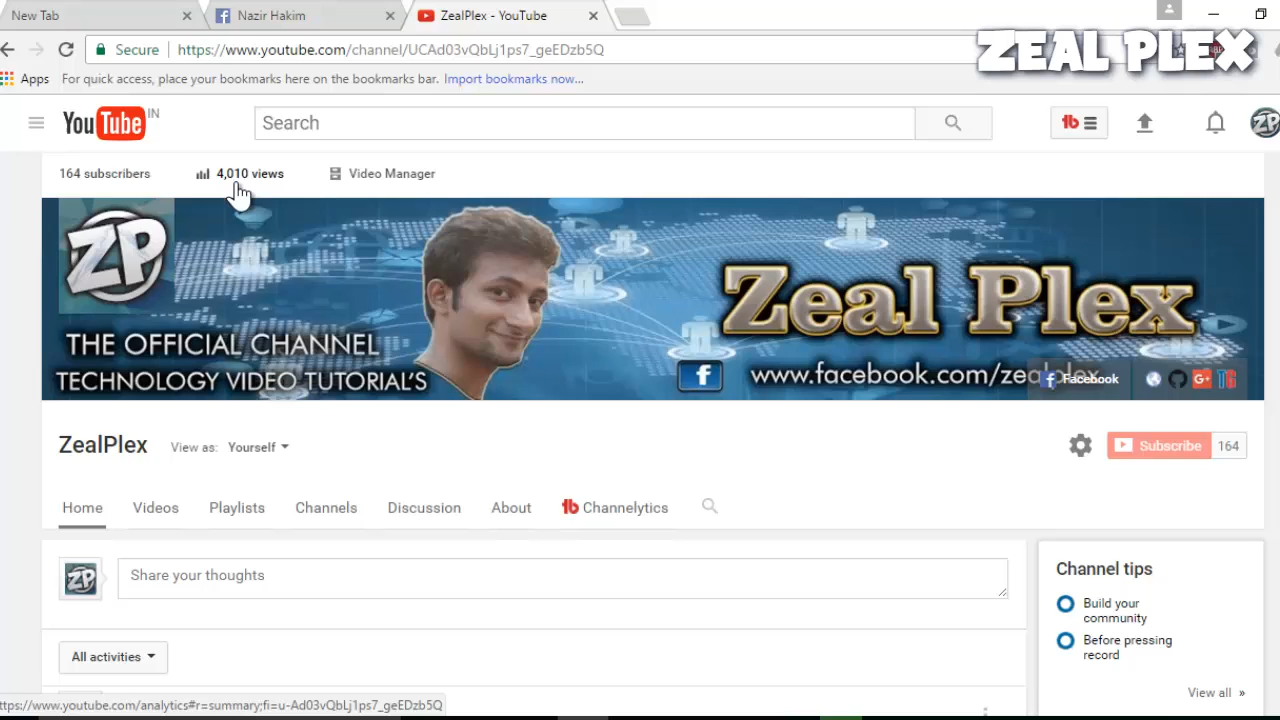 New Tab
Nazir Hakim
ZealPlex - YouTube
Secure
https://www.youtube.com/channel/UCAd03vQbLj1ps7_geEDzb5Q
ZEAL PLEX
Apps
For quick access, place your bookmarks here on the bookmarks bar. Import bookmarks now...
YouTube IN
Search
ZP
164 subscribers
4,010 views
Video Manager
ZP
THE OFFICIAL CHANNEL
TECHNOLOGY VIDEO TUTORIAL'S
Zeal Plex
f www.facebook.com/zealplex
Facebook
ZealPlex
View as: Yourself
Subscribe 164
Home
Videos
Playlists
Channels
Discussion
About
Channelytics
ZP
Share your thoughts
All activities
Channel tips
Build your
community
Before pressing
record
View all »
ttps://www.youtube.com/analytics#r=summary;fi=u-Ad03vQbLj1ps7_geEDzb5Q